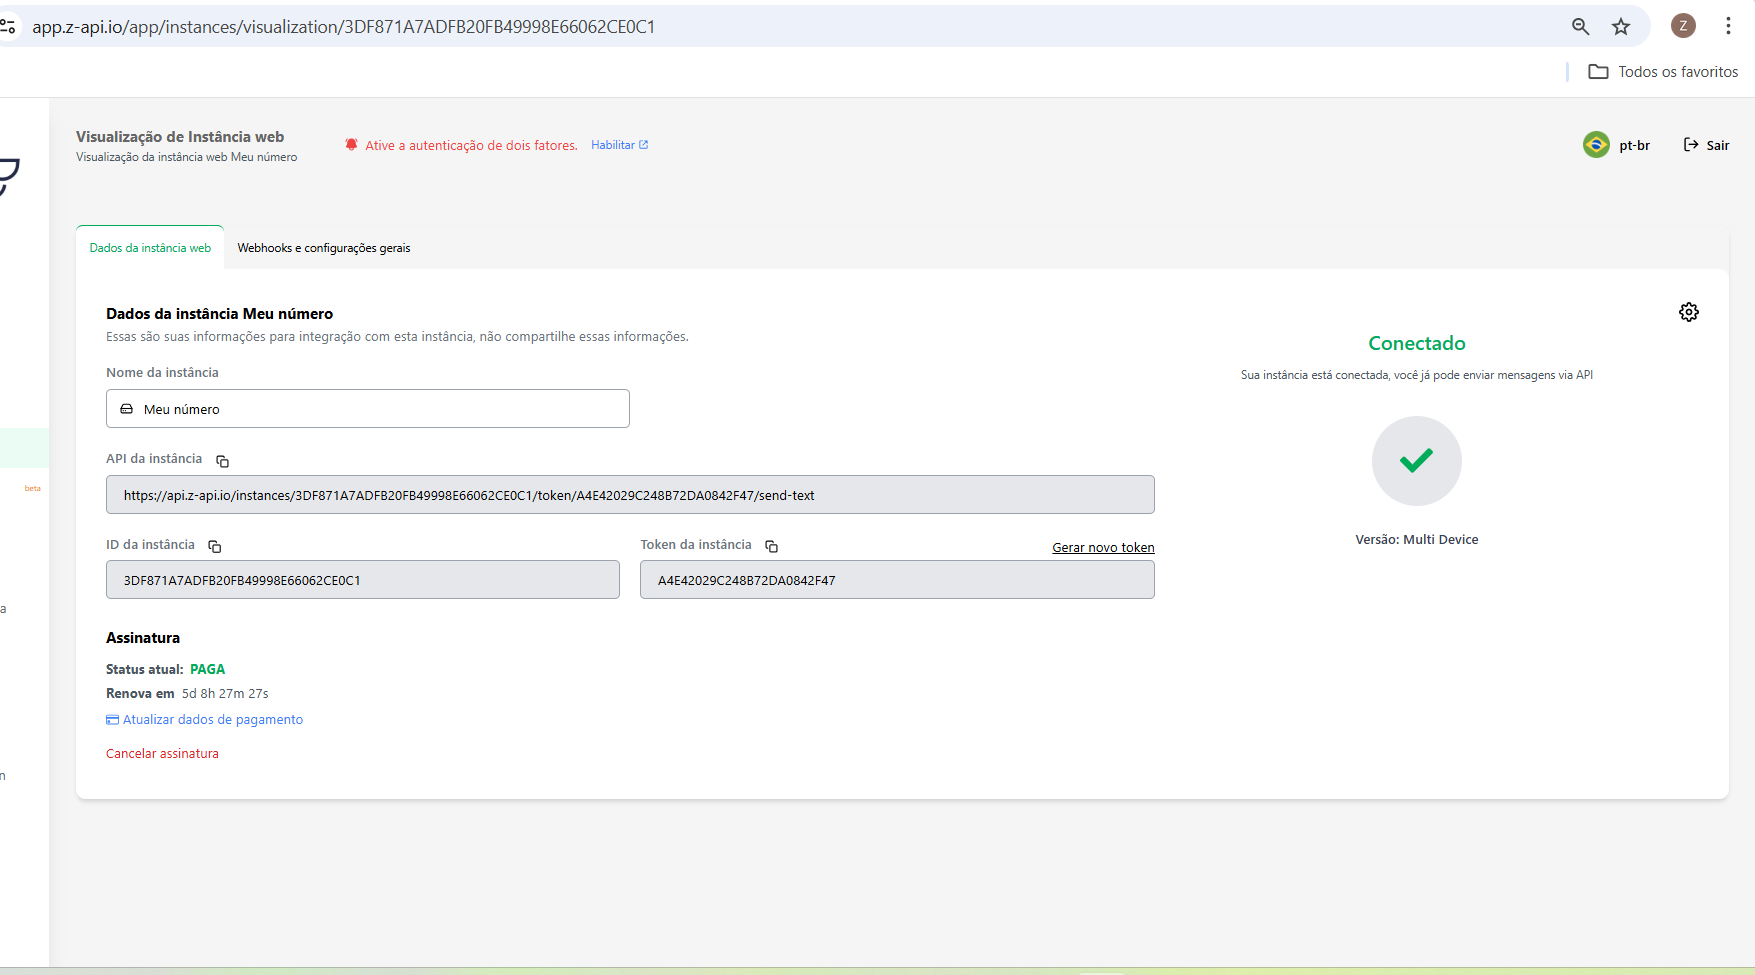 app.z-api.io/app/instances/visualization/3DF871A7ADFB20FB49998E66062CE0C1
Z
Todos os favoritos
Visualização de Instância web
Visualização da instância web Meu número
Ative a autenticação de dois fatores. Habilitar
pt-br
Sair
Dados da instância web
Webhooks e configurações gerais
Dados da instância Meu número
Essas são suas informações para integração com esta instância, não compartilhe essas informações.
Nome da instância
Meu número
API da instância
https://api.z-api.io/instances/3DF871A7ADFB20FB49998E66062CE0C1/token/A4E42029C248B72DA0842F47/send-text
ID da instância
3DF871A7ADFB20FB49998E66062CE0C1
Token da instância
Gerar novo token
A4E42029C248B72DA0842F47
Conectado
Sua instância está conectada, você já pode enviar mensagens via API
Versão: Multi Device
Assinatura
Status atual: PAGA
Renova em 5d 8h 27m 27s
Atualizar dados de pagamento
Cancelar assinatura
beta
a
n